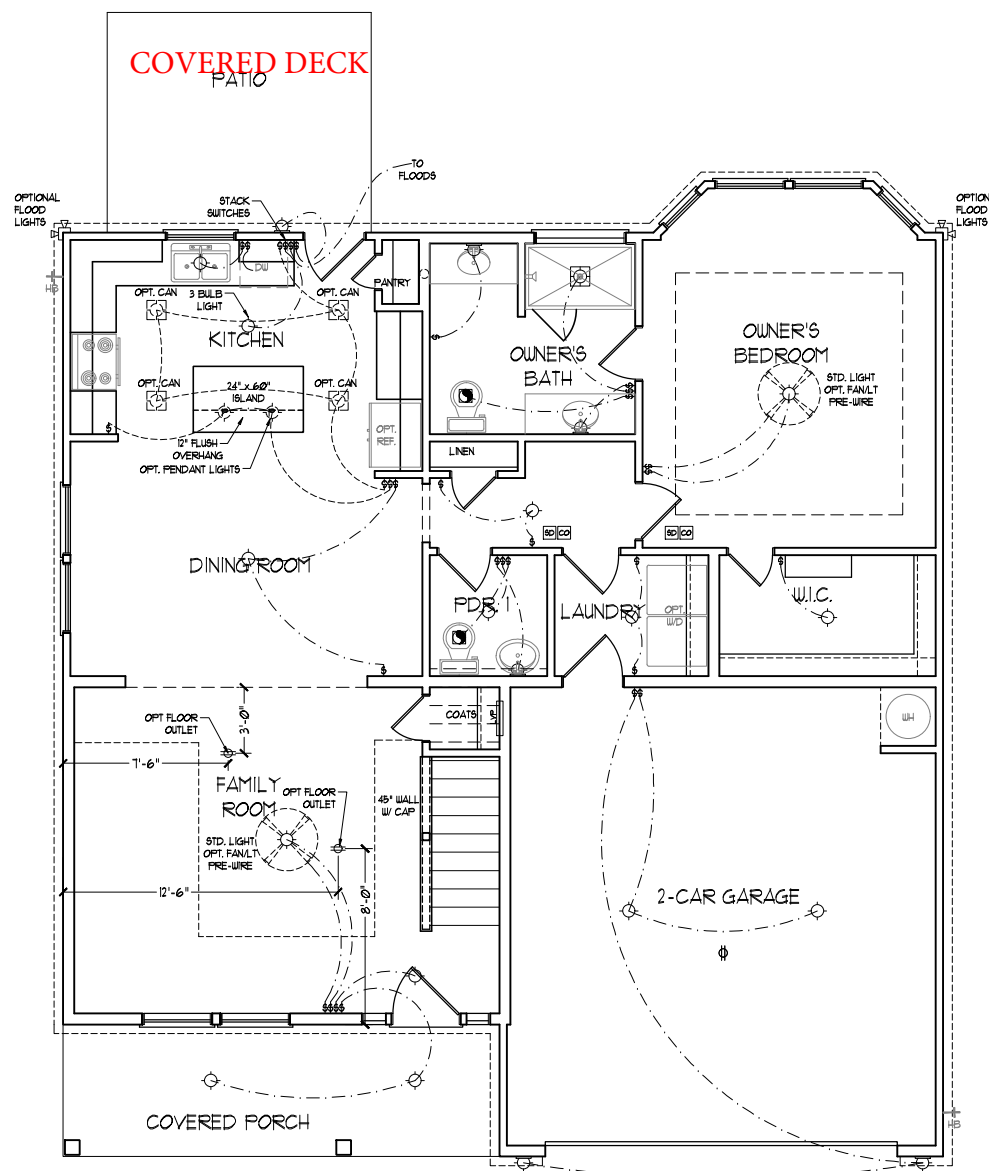 COVERED DECK
PATIO
TO
FLOODS
OPTIONAL
FLOOD
LIGHTS
STACK
SWITCHES
OPTION
FLOOD
LIGHTS
HB
DW
PANTRY
OPT. CAN
3 BULB
LIGHT
OPT. CAN
KITCHEN
OWNER'S
BATH
OWNER'S
BEDROOM
STD. LIGHT
OPT. FAN/LT
PRE-WIRE
OPT. CAN
24" x 60"
ISLAND
OPT. CAN
OPT.
REF.
12" FLUSH
OVERHANG
OPT. PENDANT LIGHTS
LINEN
SD CO
SD CO
DINING ROOM
PDR. 1
LAUNDRY
OPT.
W/D
W.I.C.
COATS
WH
OPT FLOOR
OUTLET
3'-0"
7'-6"
FAMILY
ROOM
OPT FLOOR
OUTLET
45" WALL
W/ CAP
STD. LIGHT
OPT. FAN/LT
PRE-WIRE
12'-6"
8'-0"
2-CAR GARAGE
COVERED PORCH
HB